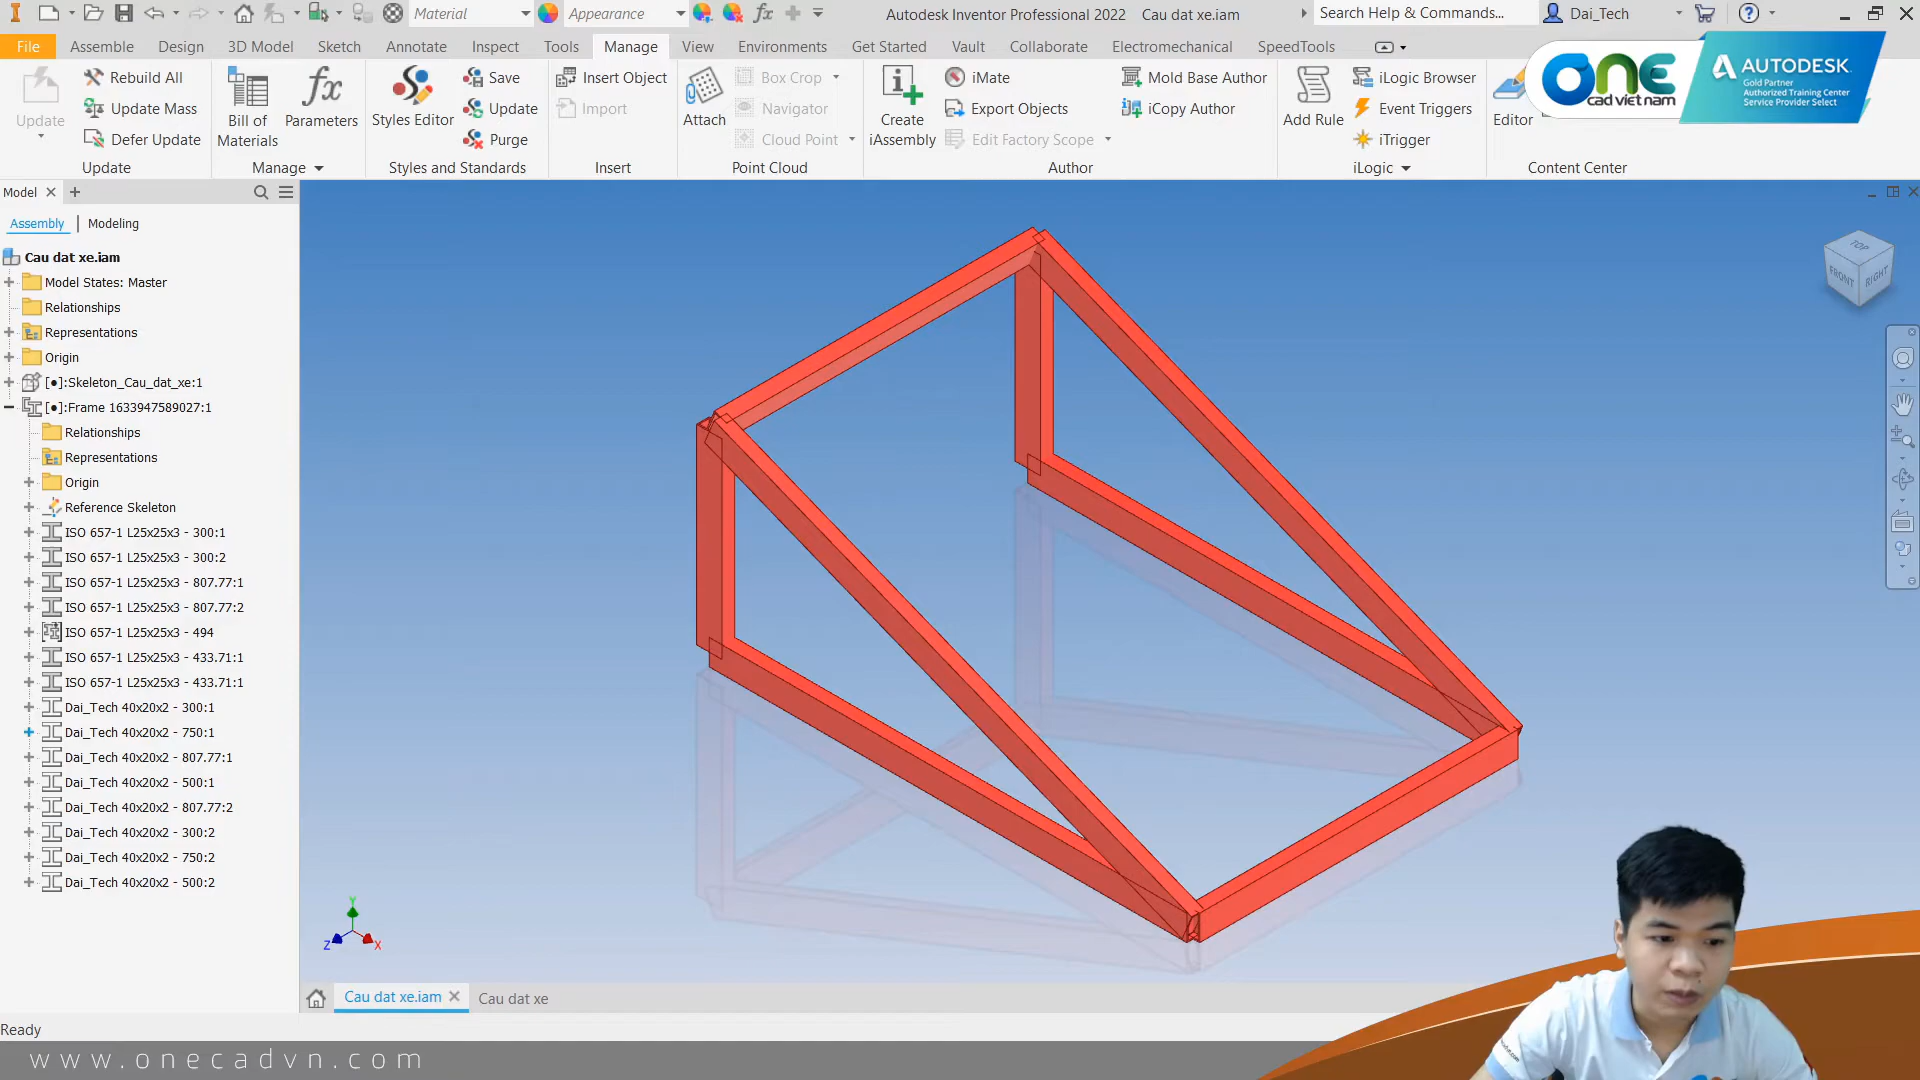 Material
Appearance
fx
Autodesk Inventor Professional 2022
Cau dat xe.iam
Search Help & Commands...
Dai_Tech
File
Assemble
Design
3D Model
Sketch
Annotate
Inspect
Tools
Manage
View
Environments
Get Started
Vault
Collaborate
Electromechanical
SpeedTools
Update
Rebuild All
Update Mass
Defer Update
Update
Bill of
Materials
fx
Parameters
Manage
Styles Editor
Save
Update
Purge
Styles and Standards
Insert Object
Import
Insert
Attach
Box Crop
Navigator
Cloud Point
Point Cloud
Create
iAssembly
iMate
Export Objects
Edit Factory Scope
Mold Base Author
iCopy Author
Author
Add Rule
iLogic Browser
Event Triggers
iTrigger
iLogic
Editor
Content Center
one
cad viet nam
AUTODESK.
Gold Partner
Authorized Training Center
Service Provider Select
Model
Assembly
Modeling
Cau dat xe.iam
Model States: Master
Relationships
Representations
Origin
[●]:Skeleton_Cau_dat_xe:1
[●]:Frame 1633947589027:1
Relationships
Representations
Origin
Reference Skeleton
ISO 657-1 L25x25x3 - 300:1
ISO 657-1 L25x25x3 - 300:2
ISO 657-1 L25x25x3 - 807.77:1
ISO 657-1 L25x25x3 - 807.77:2
ISO 657-1 L25x25x3 - 494
ISO 657-1 L25x25x3 - 433.71:1
ISO 657-1 L25x25x3 - 433.71:1
Dai_Tech 40x20x2 - 300:1
Dai_Tech 40x20x2 - 750:1
Dai_Tech 40x20x2 - 807.77:1
Dai_Tech 40x20x2 - 500:1
Dai_Tech 40x20x2 - 807.77:2
Dai_Tech 40x20x2 - 300:2
Dai_Tech 40x20x2 - 750:2
Dai_Tech 40x20x2 - 500:2
TOP
FRONT
RIGHT
Y
Z
X
Cau dat xe.iam
Cau dat xe
Ready
www.onecadvn.com